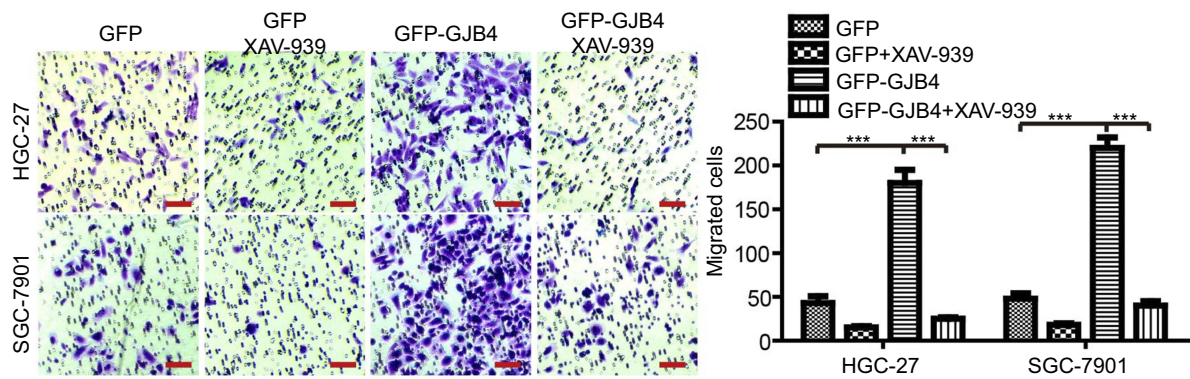 GFP
GFP
XAV-939
GFP-GJB4
GFP-GJB4
XAV-939
HGC-27
SGC-7901
GFP
GFP+XAV-939
GFP-GJB4
GFP-GJB4+XAV-939
Migrated cells
250
200
150
100
50
0
*** ***
*** ***
HGC-27
SGC-7901